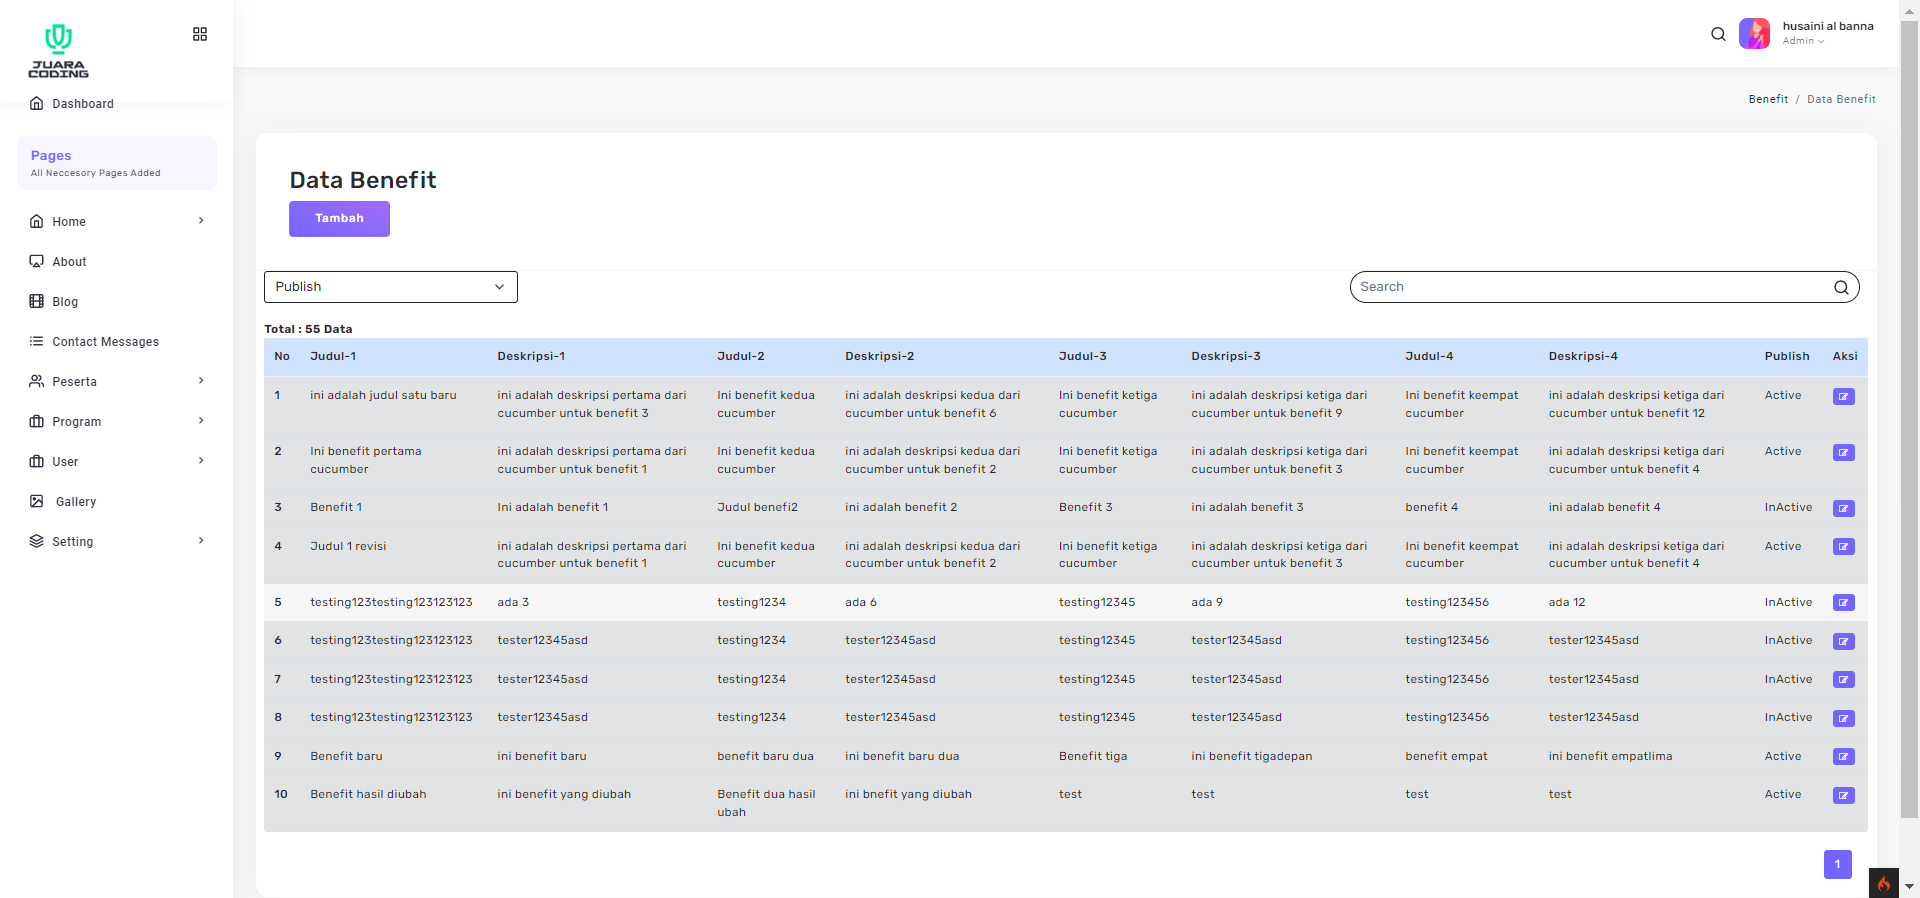 JUARA
CODING
husaini al banna
Admin
Dashboard
Benefit / Data Benefit
Pages
All Neccesory Pages Added
Home
About
Blog
Contact Messages
Peserta
Program
User
Gallery
Setting
Data Benefit
Tambah
Publish
Search
Total : 55 Data
No Judul-1 Deskripsi-1 Judul-2 Deskripsi-2 Judul-3 Deskripsi-3 Judul-4 Deskripsi-4 Publish Aksi
1 ini adalah judul satu baru ini adalah deskripsi pertama dari Ini benefit kedua ini adalah deskripsi kedua dari Ini benefit ketiga ini adalah deskripsi ketiga dari Ini benefit keempat ini adalah deskripsi ketiga dari Active
cucumber untuk benefit 3 cucumber cucumber untuk benefit 6 cucumber cucumber untuk benefit 9 cucumber cucumber untuk benefit 12
2 Ini benefit pertama ini adalah deskripsi pertama dari Ini benefit kedua ini adalah deskripsi kedua dari Ini benefit ketiga ini adalah deskripsi ketiga dari Ini benefit keempat ini adalah deskripsi ketiga dari Active
cucumber cucumber untuk benefit 1 cucumber cucumber untuk benefit 2 cucumber cucumber untuk benefit 3 cucumber cucumber untuk benefit 4
3 Benefit 1 Ini adalah benefit 1 Judul benefi2 ini adalah benefit 2 Benefit 3 ini adalah benefit 3 benefit 4 ini adalab benefit 4 InActive
4 Judul 1 revisi ini adalah deskripsi pertama dari Ini benefit kedua ini adalah deskripsi kedua dari Ini benefit ketiga ini adalah deskripsi ketiga dari Ini benefit keempat ini adalah deskripsi ketiga dari Active
cucumber untuk benefit 1 cucumber cucumber untuk benefit 2 cucumber cucumber untuk benefit 3 cucumber cucumber untuk benefit 4
5 testing123testing123123123 ada 3 testing1234 ada 6 testing12345 ada 9 testing123456 ada 12 InActive
6 testing123testing123123123 tester12345asd testing1234 tester12345asd testing12345 tester12345asd testing123456 tester12345asd InActive
7 testing123testing123123123 tester12345asd testing1234 tester12345asd testing12345 tester12345asd testing123456 tester12345asd InActive
8 testing123testing123123123 tester12345asd testing1234 tester12345asd testing12345 tester12345asd testing123456 tester12345asd InActive
9 Benefit baru ini benefit baru benefit baru dua ini benefit baru dua Benefit tiga ini benefit tigadepan benefit empat ini benefit empatlima Active
10 Benefit hasil diubah ini benefit yang diubah Benefit dua hasil ini bnefit yang diubah test test test test Active
ubah
1